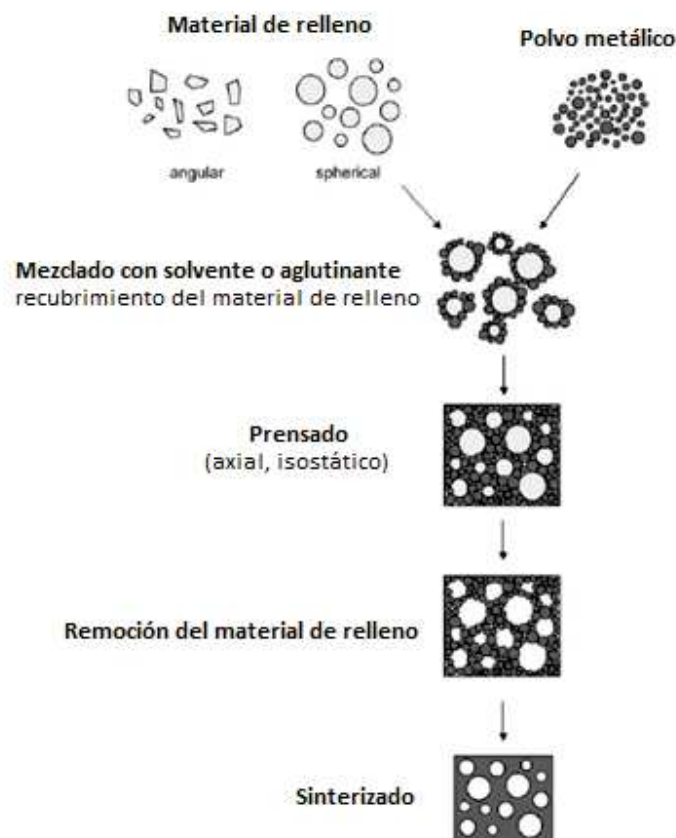 Material de relleno
Polvo metálico
angular
spherical
Mezclado con solvente o aglutinante
recubrimiento del material de relleno
Prensado
(axial, isostático)
Remoción del material de relleno
Sinterizado